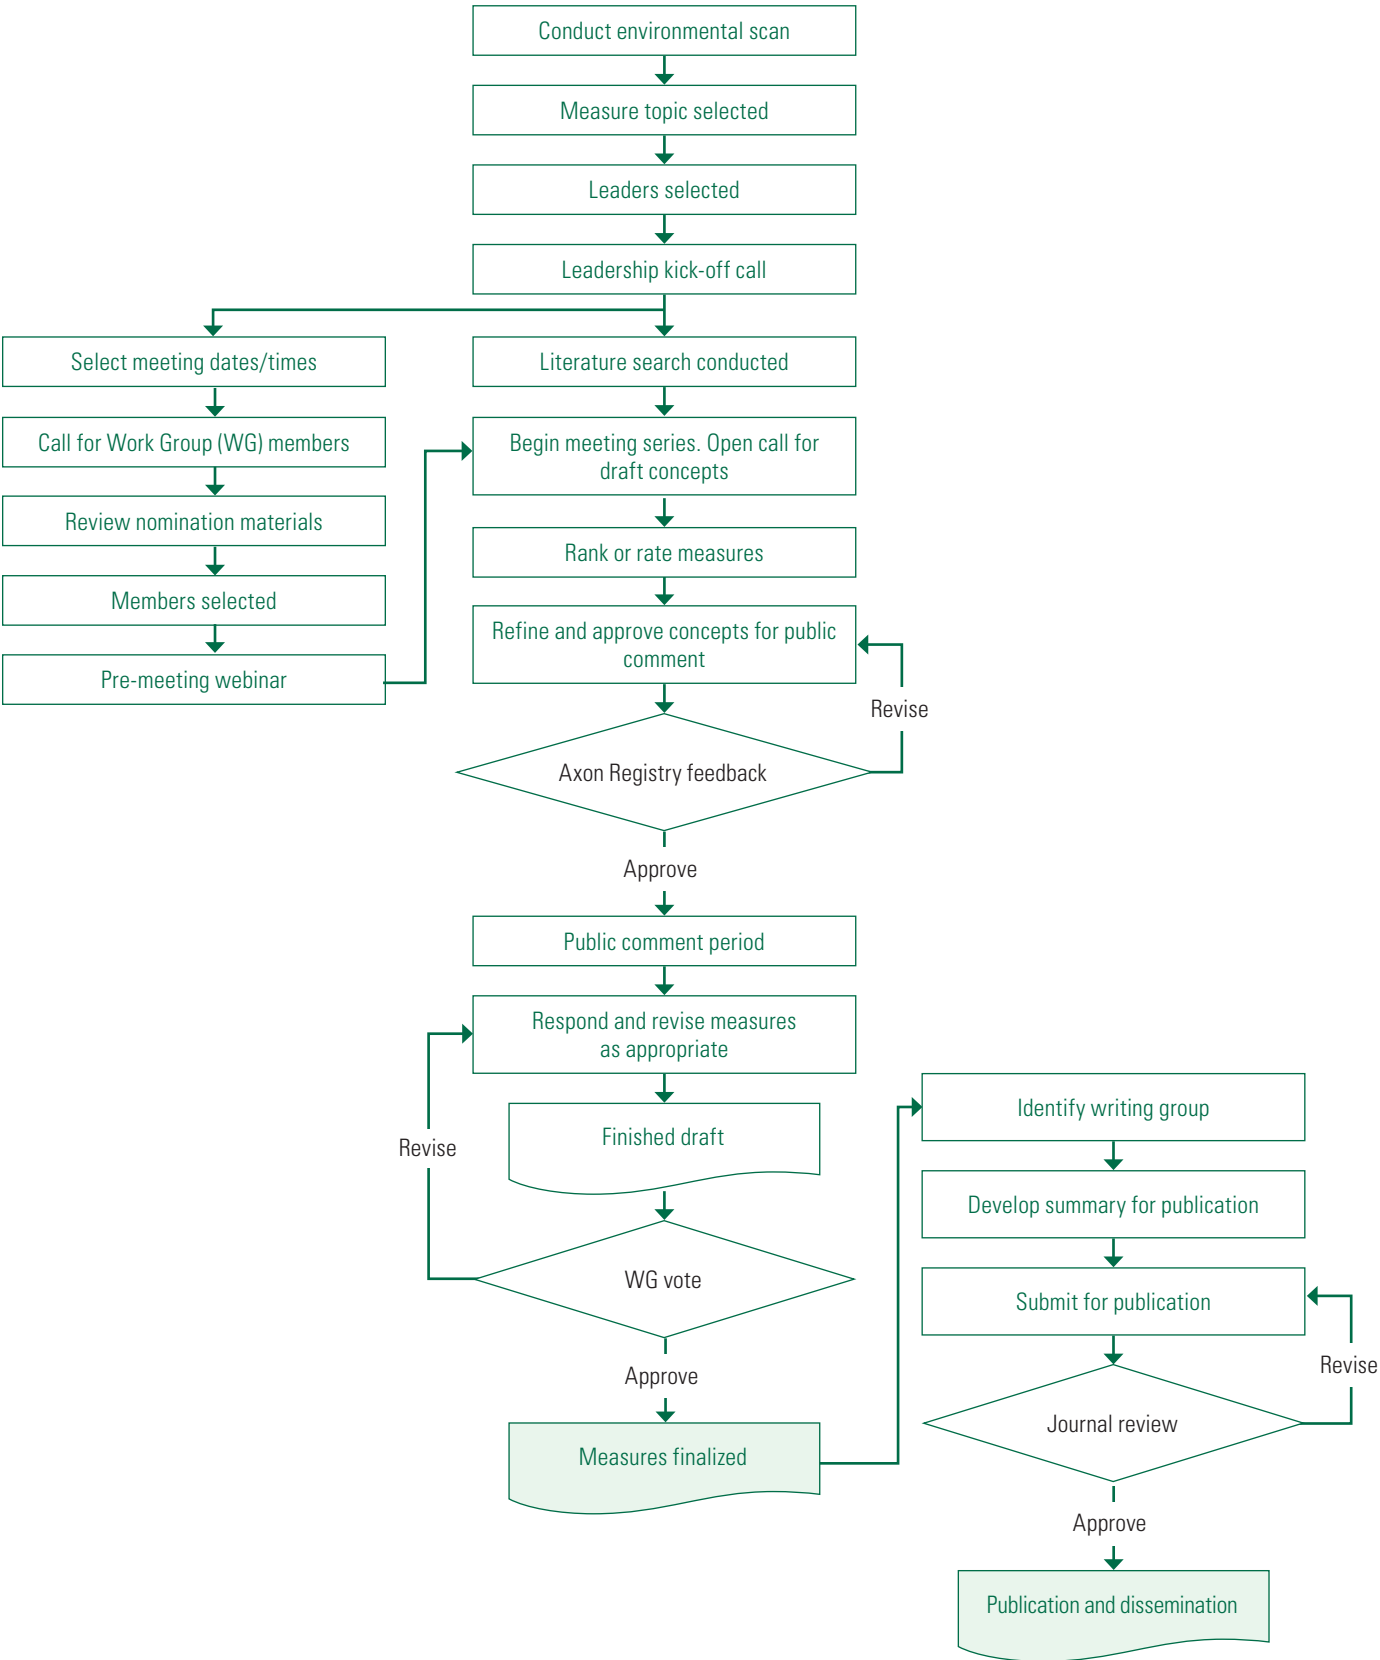 Conduct environmental scan
Measure topic selected
Leaders selected
Leadership kick-off call
Select meeting dates/times
Call for Work Group (WG) members
Review nomination materials
Members selected
Pre-meeting webinar
Literature search conducted
Begin meeting series. Open call for
draft concepts
Rank or rate measures
Refine and approve concepts for public
comment
Revise
Axon Registry feedback
Approve
Public comment period
Respond and revise measures
as appropriate
Finished draft
Revise
WG vote
Approve
Measures finalized
Identify writing group
Develop summary for publication
Submit for publication
Revise
Journal review
Approve
Publication and dissemination